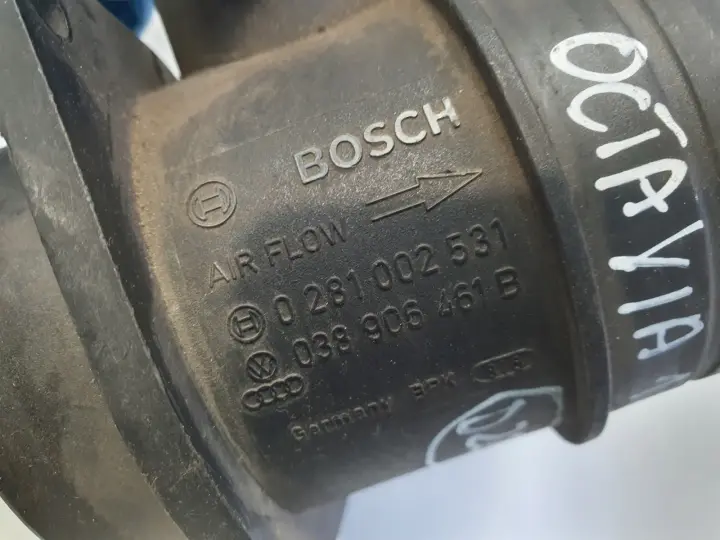 BOSCH
AIR FLOW
0 281 002 531
038 906 461 B
Germany
OCTAVIA